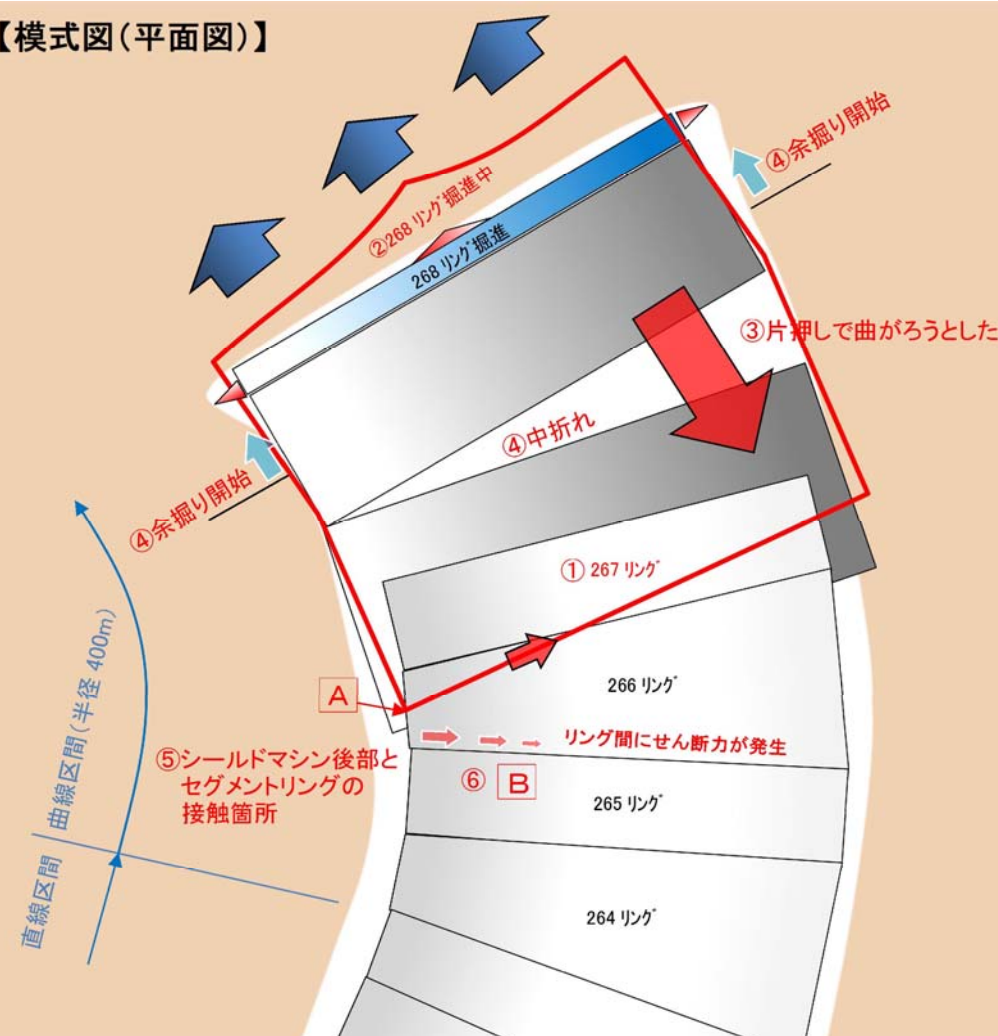 【模式図（平面図）】
④余掘り開始
②268 リング掘進中
268 リング掘進
③片押しで曲がろうとした
④中折れ
④余掘り開始
①267 リング
A
266 リング
リング間にせん断力が発生
⑤シールドマシン後部と
セグメントリングの
接触箇所
⑥ B
265 リング
曲線区間（半径 400m）
直線区間
264 リング